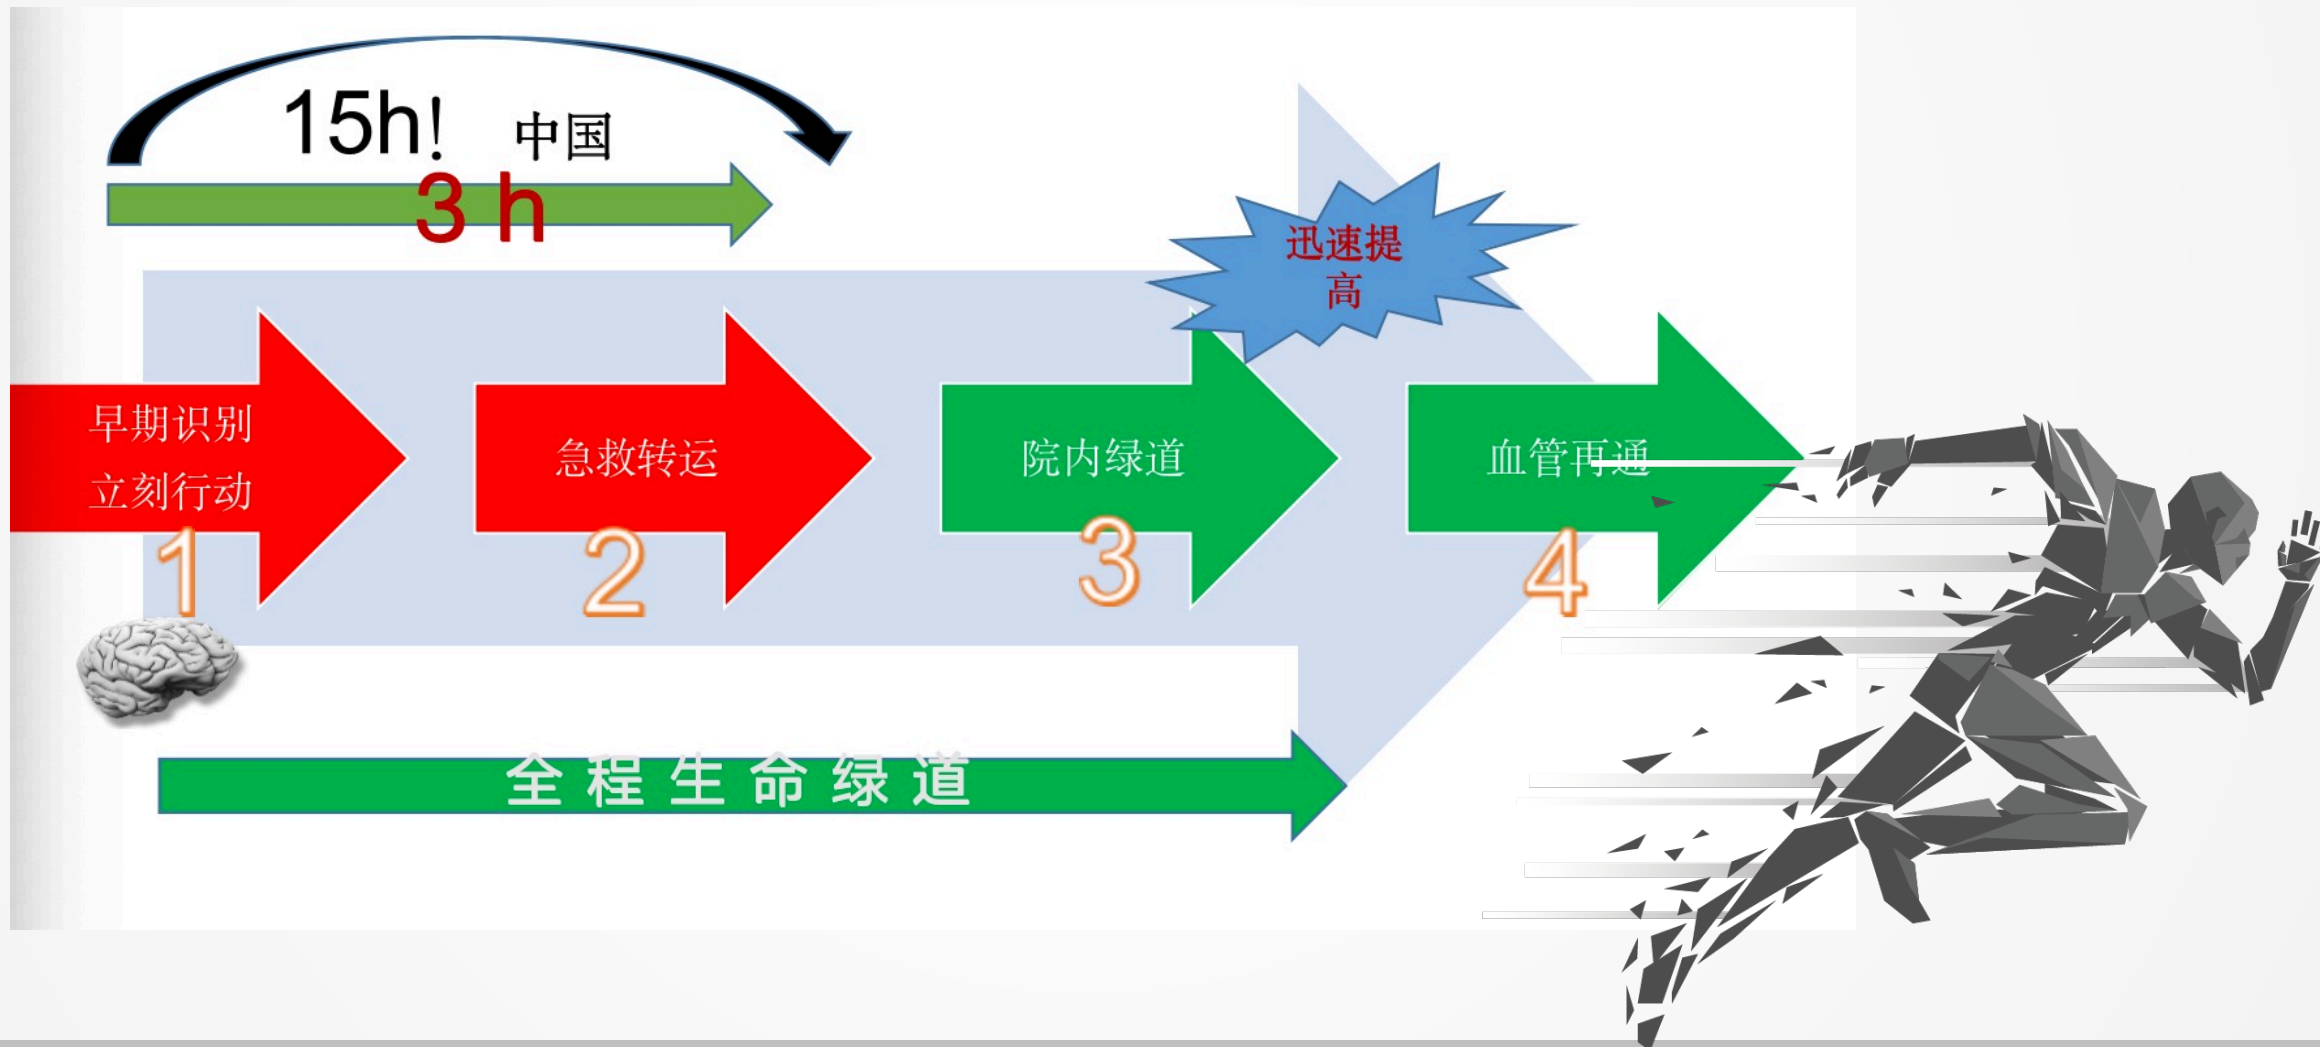 15h! 中国
3 h
迅速提
高
早期识别
立刻行动
1
急救转运
2
院内绿道
3
血管再通
4
全程生命绿道